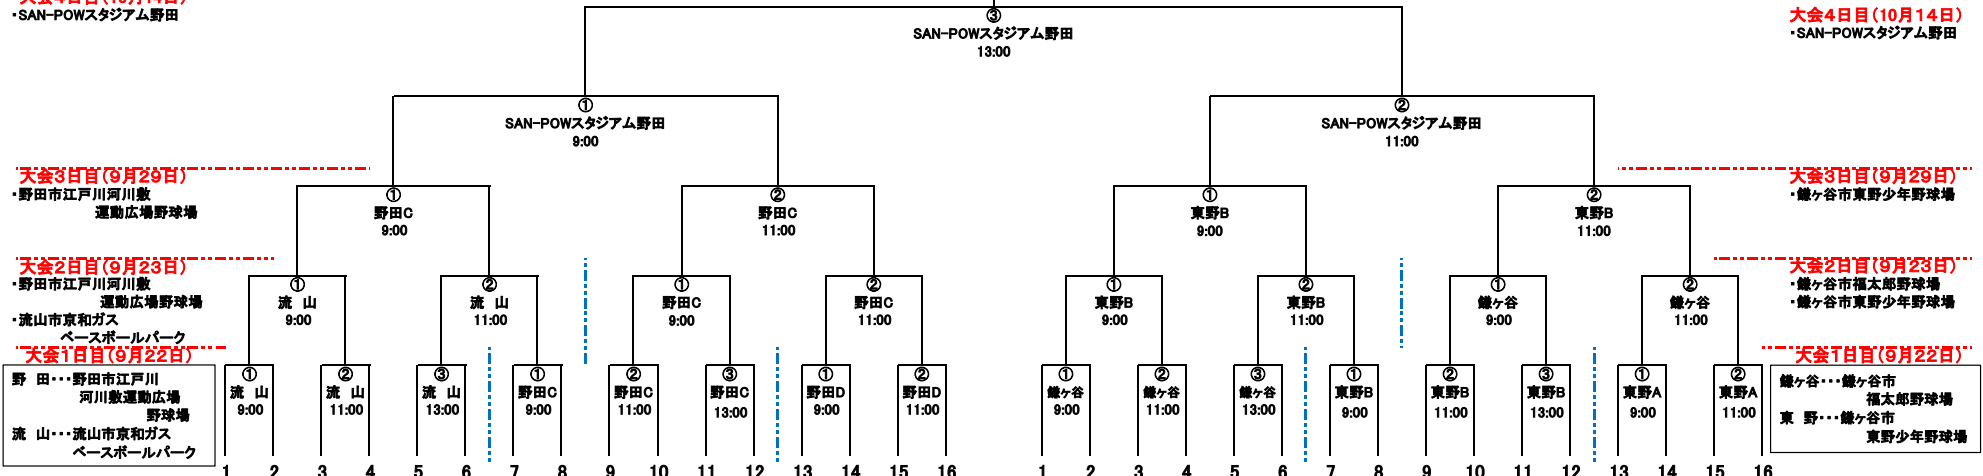 大会4日目(10月14日)
・SAN-POWスタジアム野田
③
SAN-POWスタジアム野田
13:00
大会4日目(10月14日)
・SAN-POWスタジアム野田
①
SAN-POWスタジアム野田
9:00
②
SAN-POWスタジアム野田
11:00
大会3日目(9月29日)
・野田市江戸川河川敷
運動広場野球場
①
野田C
9:00
②
野田C
11:00
①
東野B
9:00
②
東野B
11:00
大会3日目(9月29日)
・鎌ヶ谷市東野少年野球場
大会2日目(9月23日)
・野田市江戸川河川敷
運動広場野球場
・流山市京和ガス
ベースボールパーク
①
流 山
9:00
②
流 山
11:00
①
野田C
9:00
②
野田C
11:00
①
東野B
9:00
②
東野B
11:00
①
鎌ヶ谷
9:00
②
鎌ヶ谷
11:00
大会2日目(9月23日)
・鎌ヶ谷市福太郎野球場
・鎌ヶ谷市東野少年野球場
大会1日目(9月22日)
野 田・・・野田市江戸川
河川敷運動広場
野球場
流 山・・・流山市京和ガス
ベースボールパーク
①
流 山
9:00
②
流 山
11:00
③
流 山
13:00
①
野田C
9:00
②
野田C
11:00
③
野田C
13:00
①
野田D
9:00
②
野田D
11:00
①
鎌ヶ谷
9:00
②
鎌ヶ谷
11:00
③
鎌ヶ谷
13:00
①
東野B
9:00
②
東野B
11:00
③
東野B
13:00
①
東野A
9:00
②
東野A
11:00
大会1日目(9月22日)
鎌ヶ谷・・・鎌ヶ谷市
福太郎野球場
東 野・・・鎌ヶ谷市
東野少年野球場
1 2 3 4 5 6 7 8 9 10 11 12 13 14 15 16 1 2 3 4 5 6 7 8 9 10 11 12 13 14 15 16